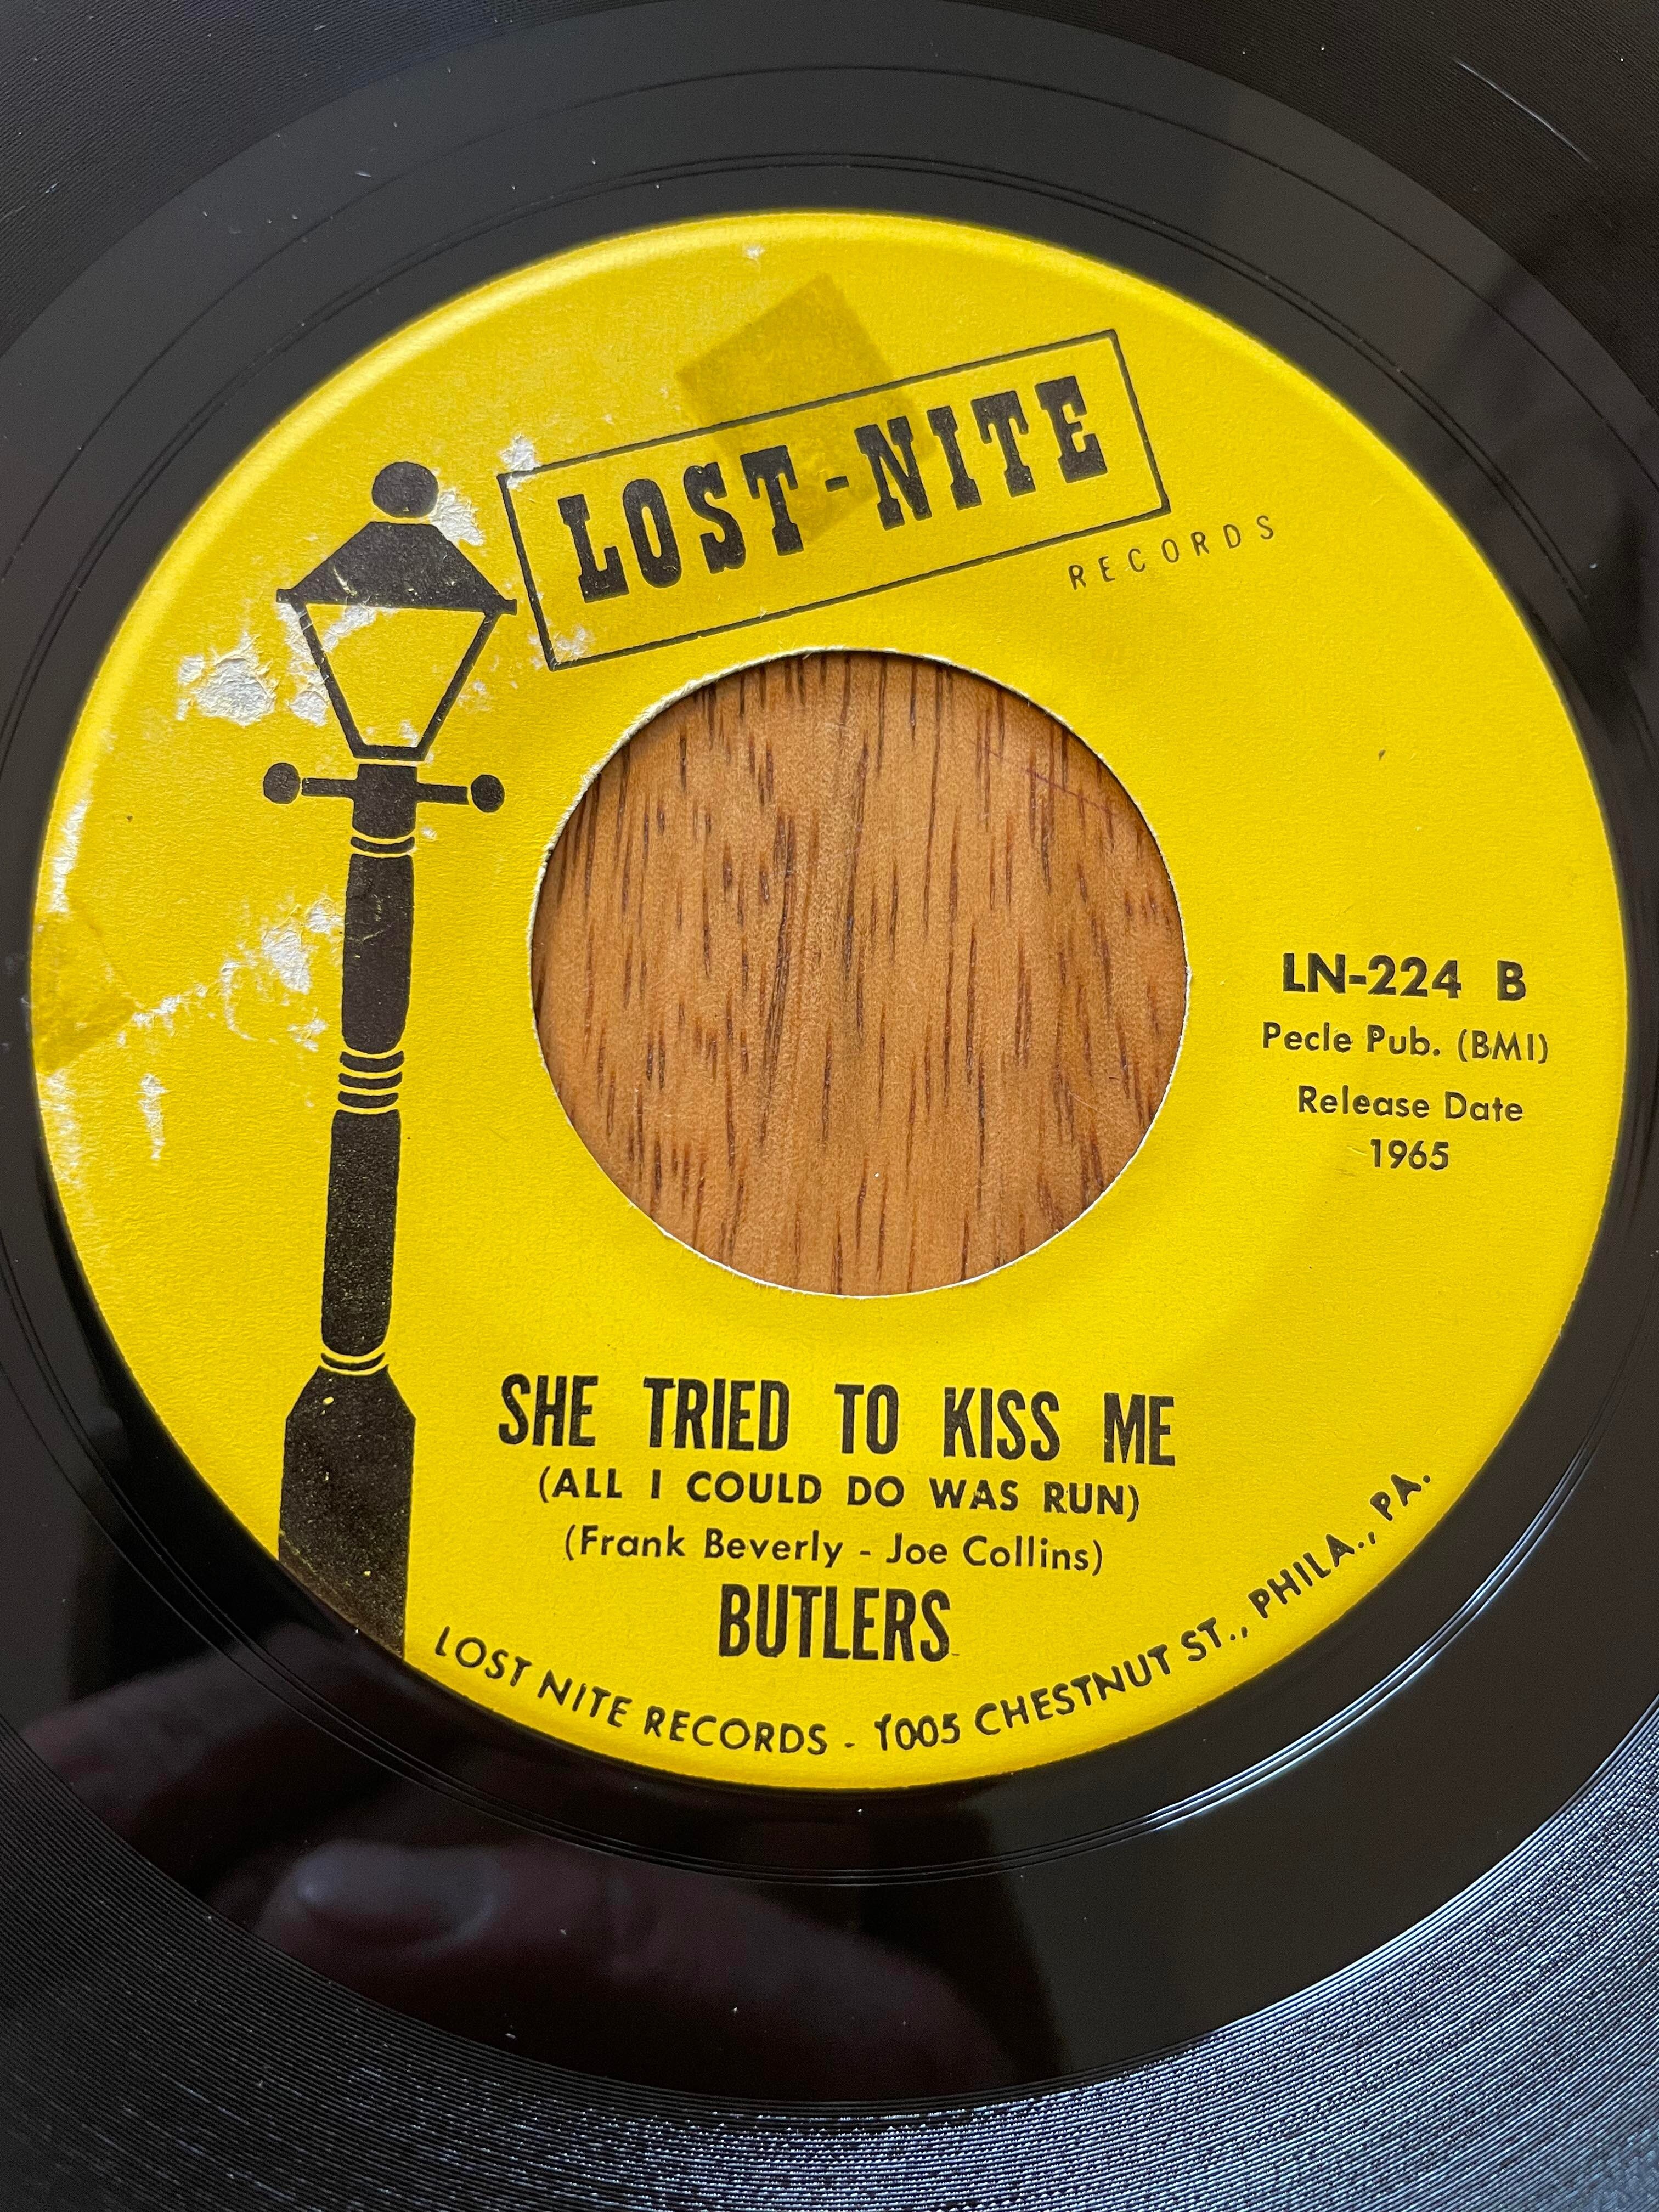 LOST-NITE
RECORDS
LN-224 B
Pecle Pub. (BMI)
Release Date
1965
SHE TRIED TO KISS ME
(ALL I COULD DO WAS RUN)
(Frank Beverly - Joe Collins)
BUTLERS
LOST NITE RECORDS - 1005 CHESTNUT ST., PHILA., PA.